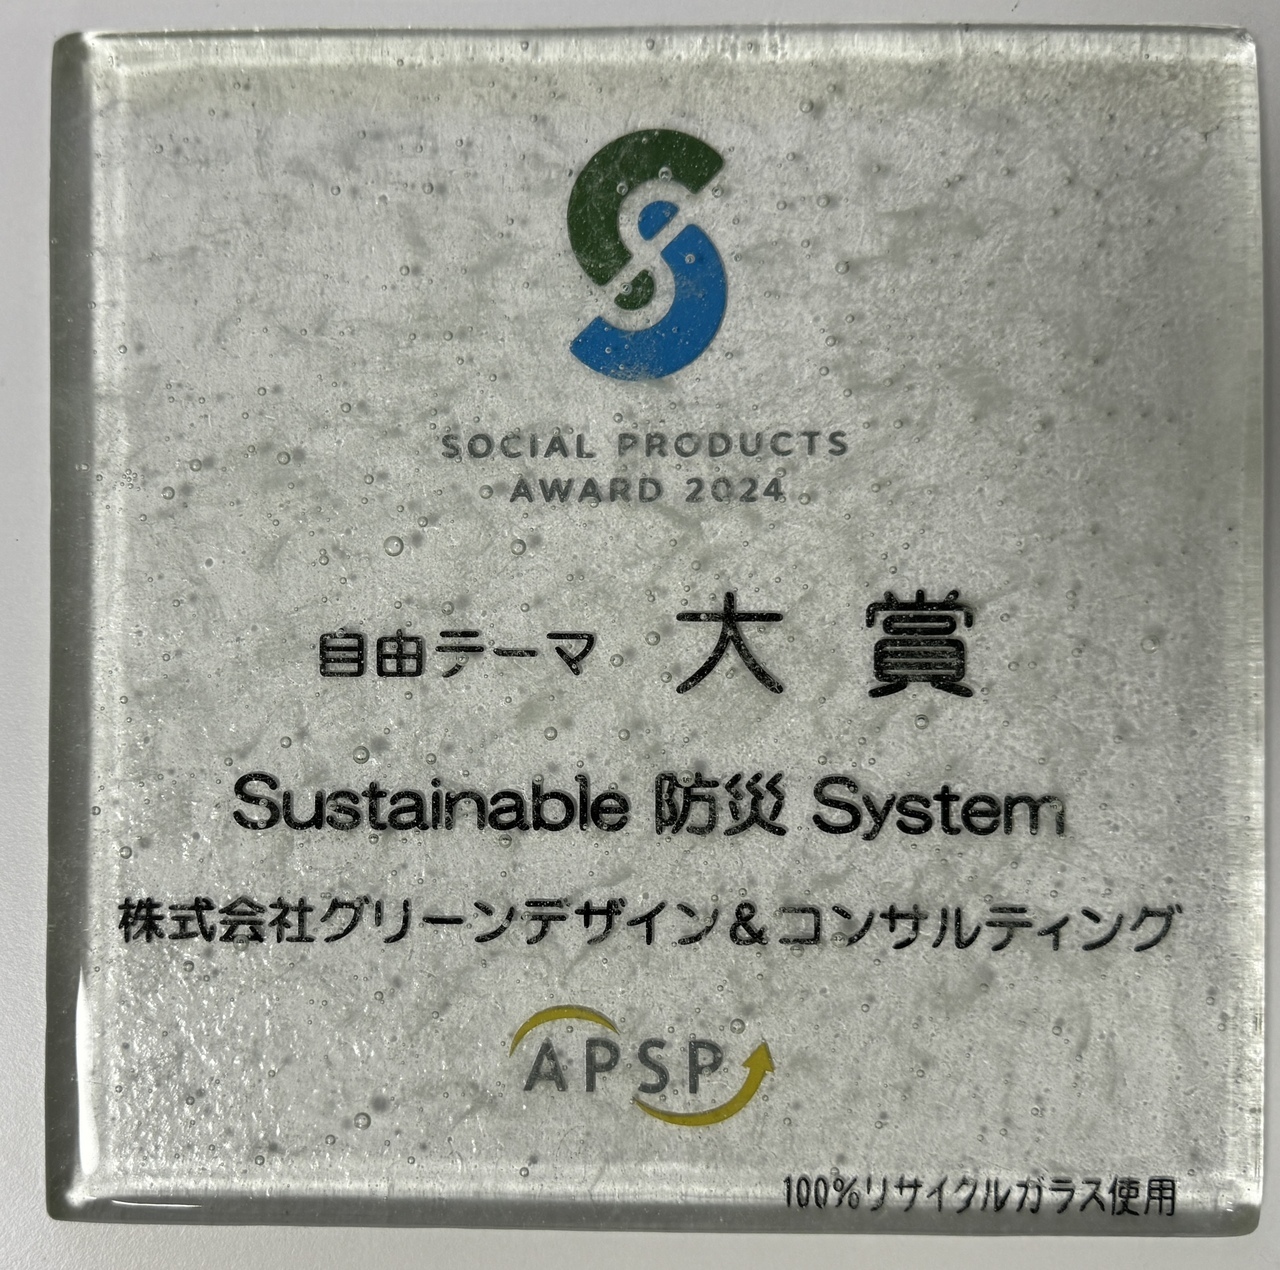 SOCIAL PRODUCTS
AWARD 2024
自由テーマ 大賞
Sustainable 防災 System
株式会社グリーンデザイン&コンサルティング
APSP
100%リサイクルガラス使用